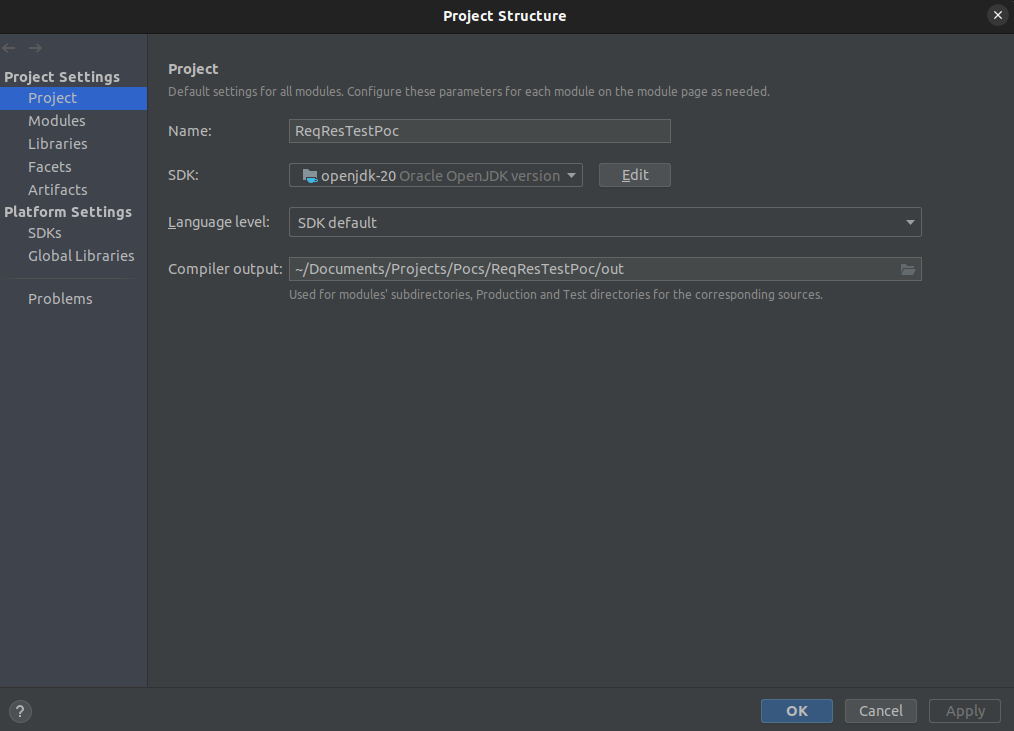 Project Structure
Project Settings
Project
Modules
Libraries
Facets
Artifacts
Platform Settings
SDKs
Global Libraries
Problems
Project
Default settings for all modules. Configure these parameters for each module on the module page as needed.
Name: ReqResTestPoc
SDK: openjdk-20 Oracle OpenJDK version Edit
Language level: SDK default
Compiler output: ~/Documents/Projects/Pocs/ReqResTestPoc/out
Used for modules' subdirectories, Production and Test directories for the corresponding sources.
? OK Cancel Apply